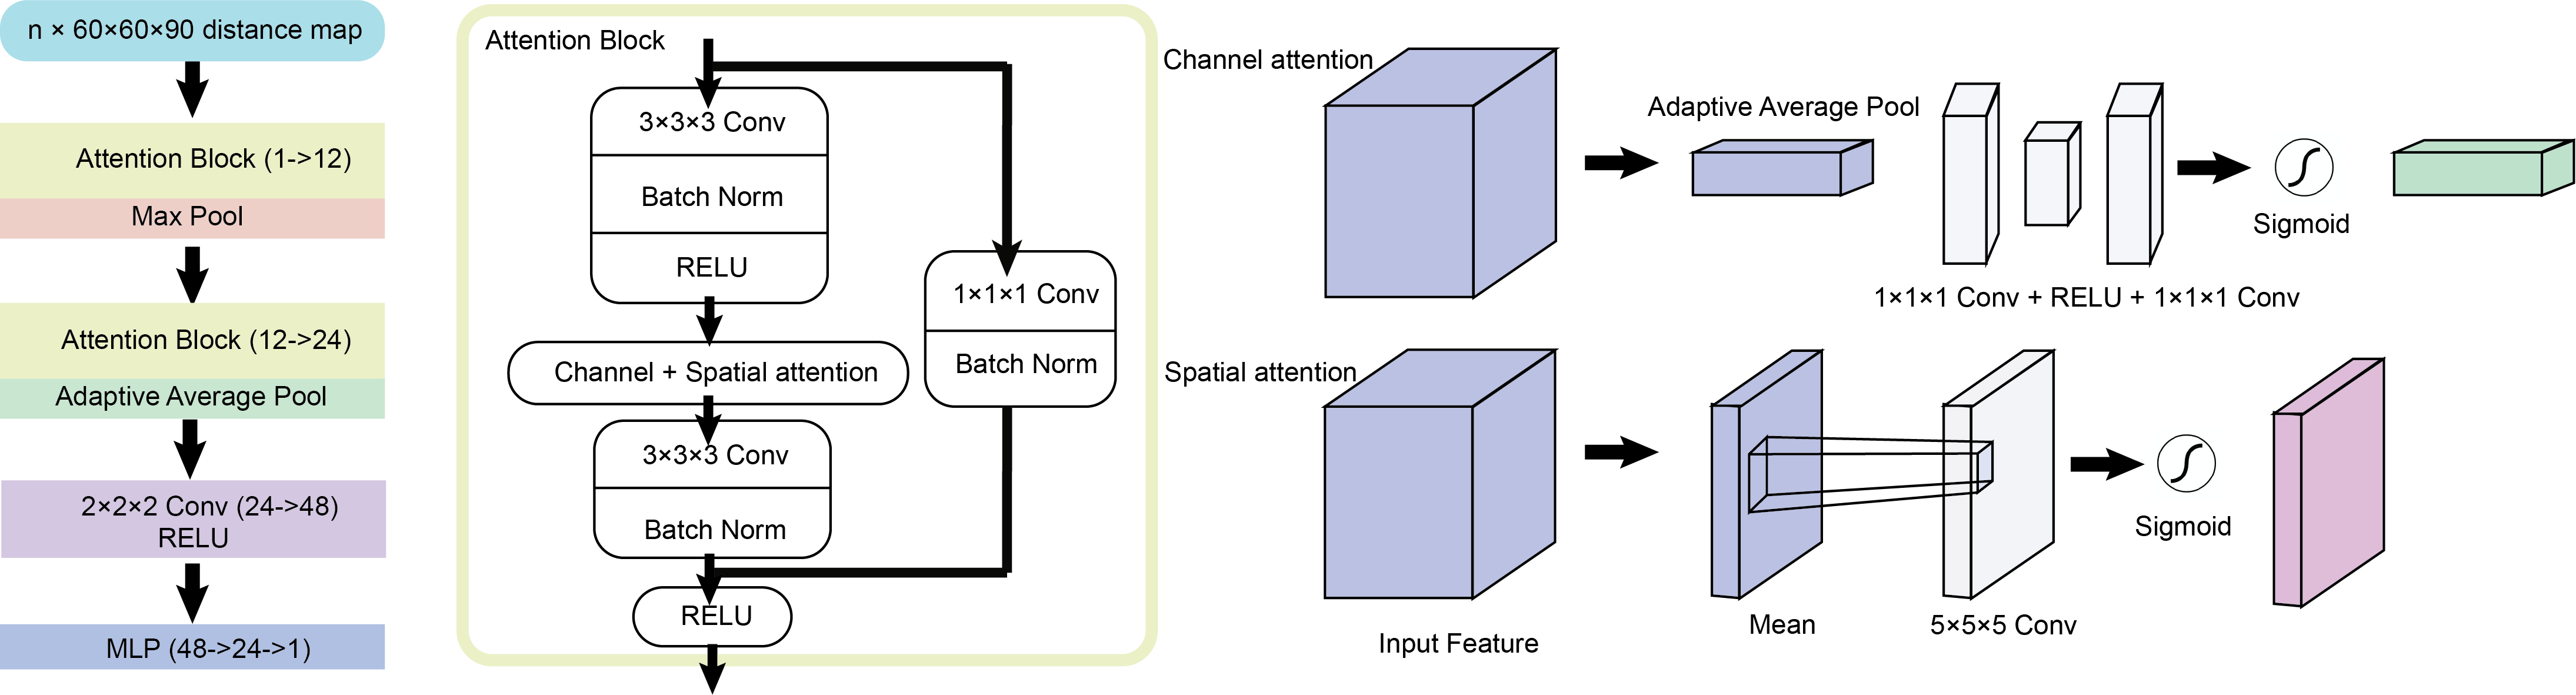 n × 60×60×90 distance map
Attention Block (1->12)
Max Pool
Attention Block (12->24)
Adaptive Average Pool
2×2×2 Conv (24->48)
RELU
MLP (48->24->1)
Attention Block
3×3×3 Conv
Batch Norm
RELU
1×1×1 Conv
Batch Norm
Channel + Spatial attention
3×3×3 Conv
Batch Norm
RELU
Channel attention
Adaptive Average Pool
Sigmoid
1×1×1 Conv + RELU + 1×1×1 Conv
Spatial attention
Sigmoid
Mean
5×5×5 Conv
Input Feature